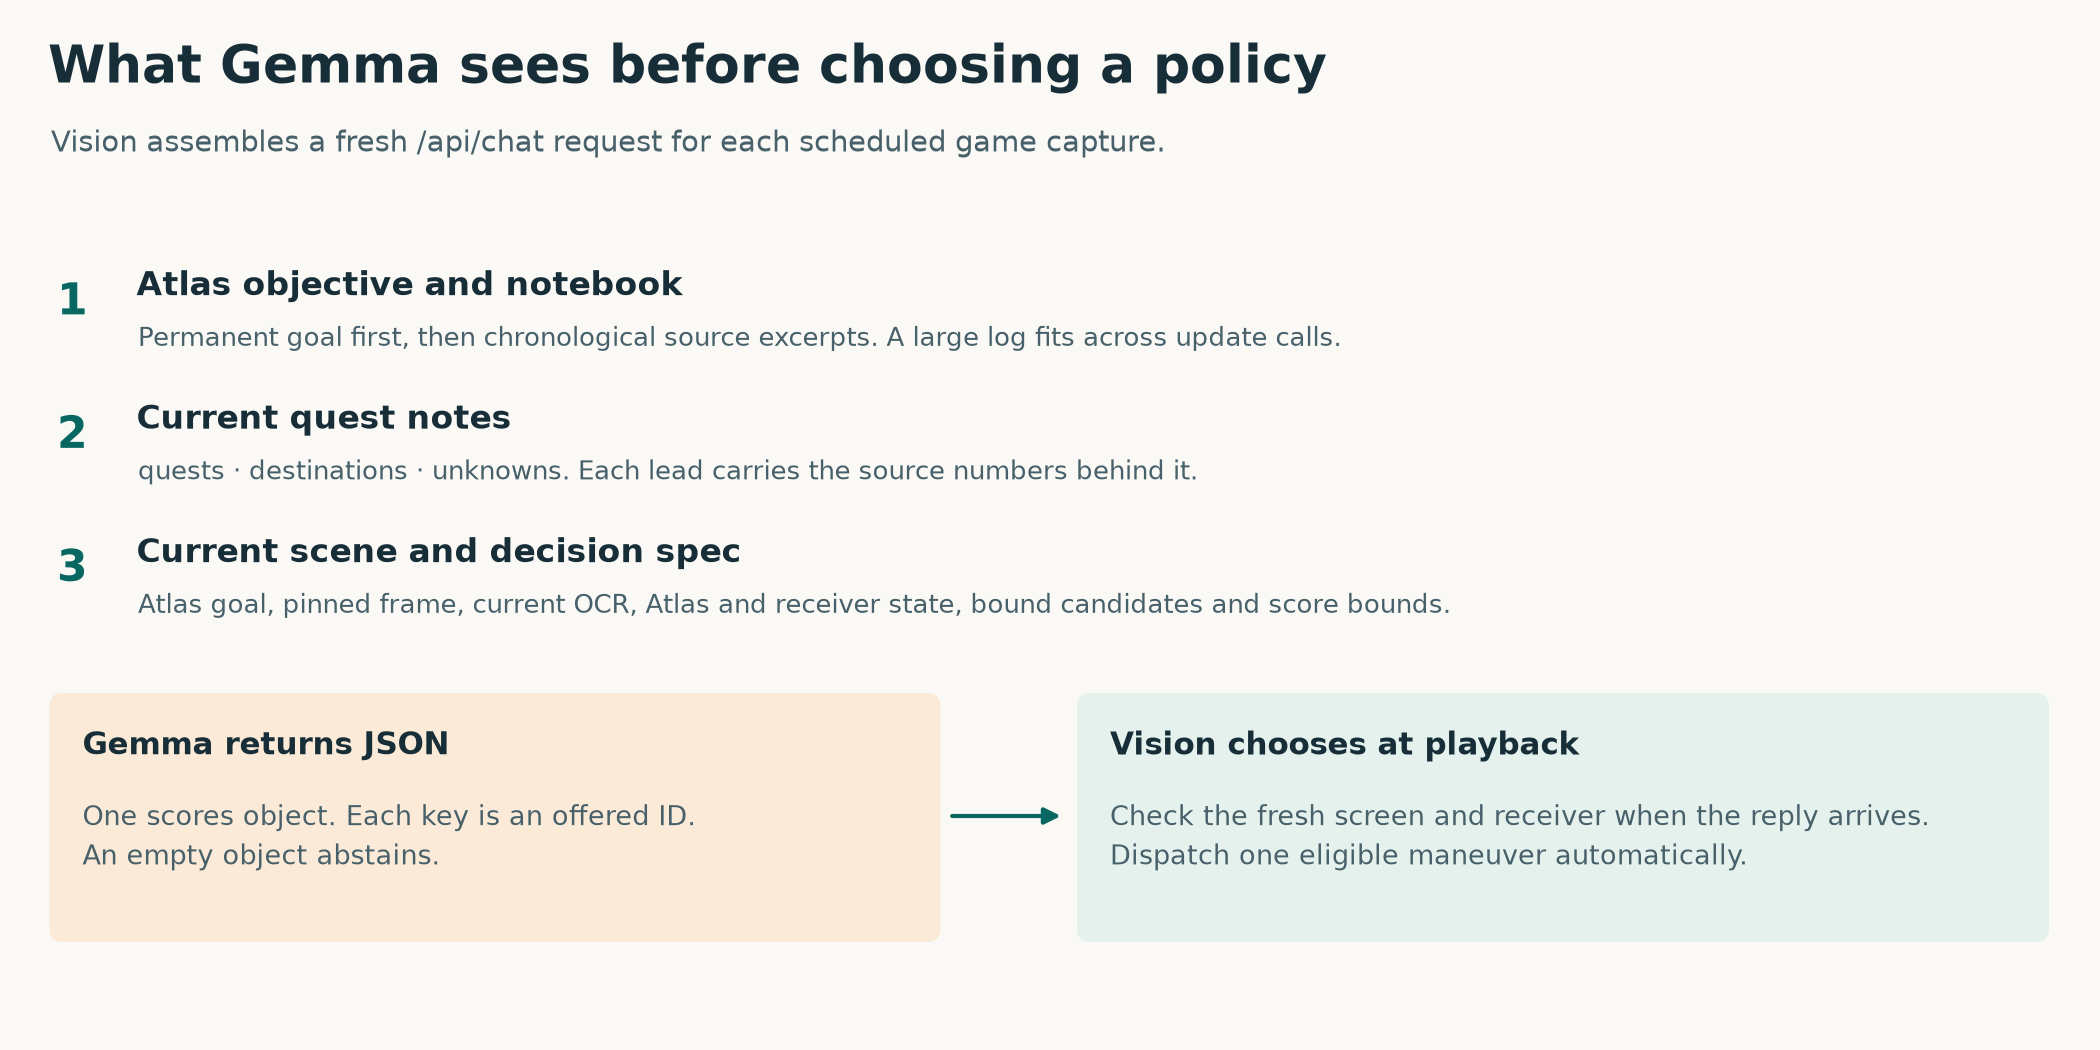 What Gemma sees before choosing a policy
Vision assembles a fresh /api/chat request for each scheduled game capture.
1
Atlas objective and notebook
Permanent goal first, then chronological source excerpts. A large log fits across update calls.
2
Current quest notes
quests · destinations · unknowns. Each lead carries the source numbers behind it.
3
Current scene and decision spec
Atlas goal, pinned frame, current OCR, Atlas and receiver state, bound candidates and score bounds.
Gemma returns JSON
One scores object. Each key is an offered ID.
An empty object abstains.
Vision chooses at playback
Check the fresh screen and receiver when the reply arrives.
Dispatch one eligible maneuver automatically.